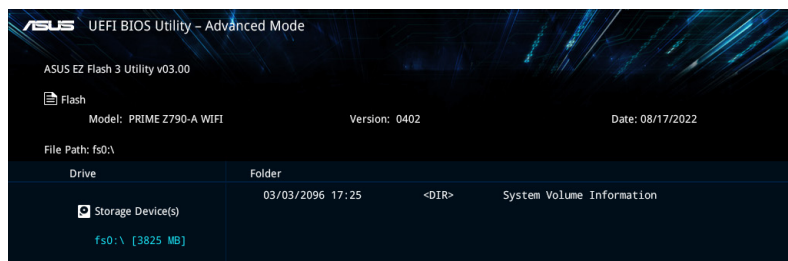 ASUS UEFI BIOS Utility – Advanced Mode
ASUS EZ Flash 3 Utility v03.00
Flash
Model: PRIME Z790-A WIFI Version: 0402 Date: 08/17/2022
File Path: fs0:\
Drive Folder
03/03/2096 17:25 <DIR> System Volume Information
Storage Device(s)
fs0:\ [3825 MB]